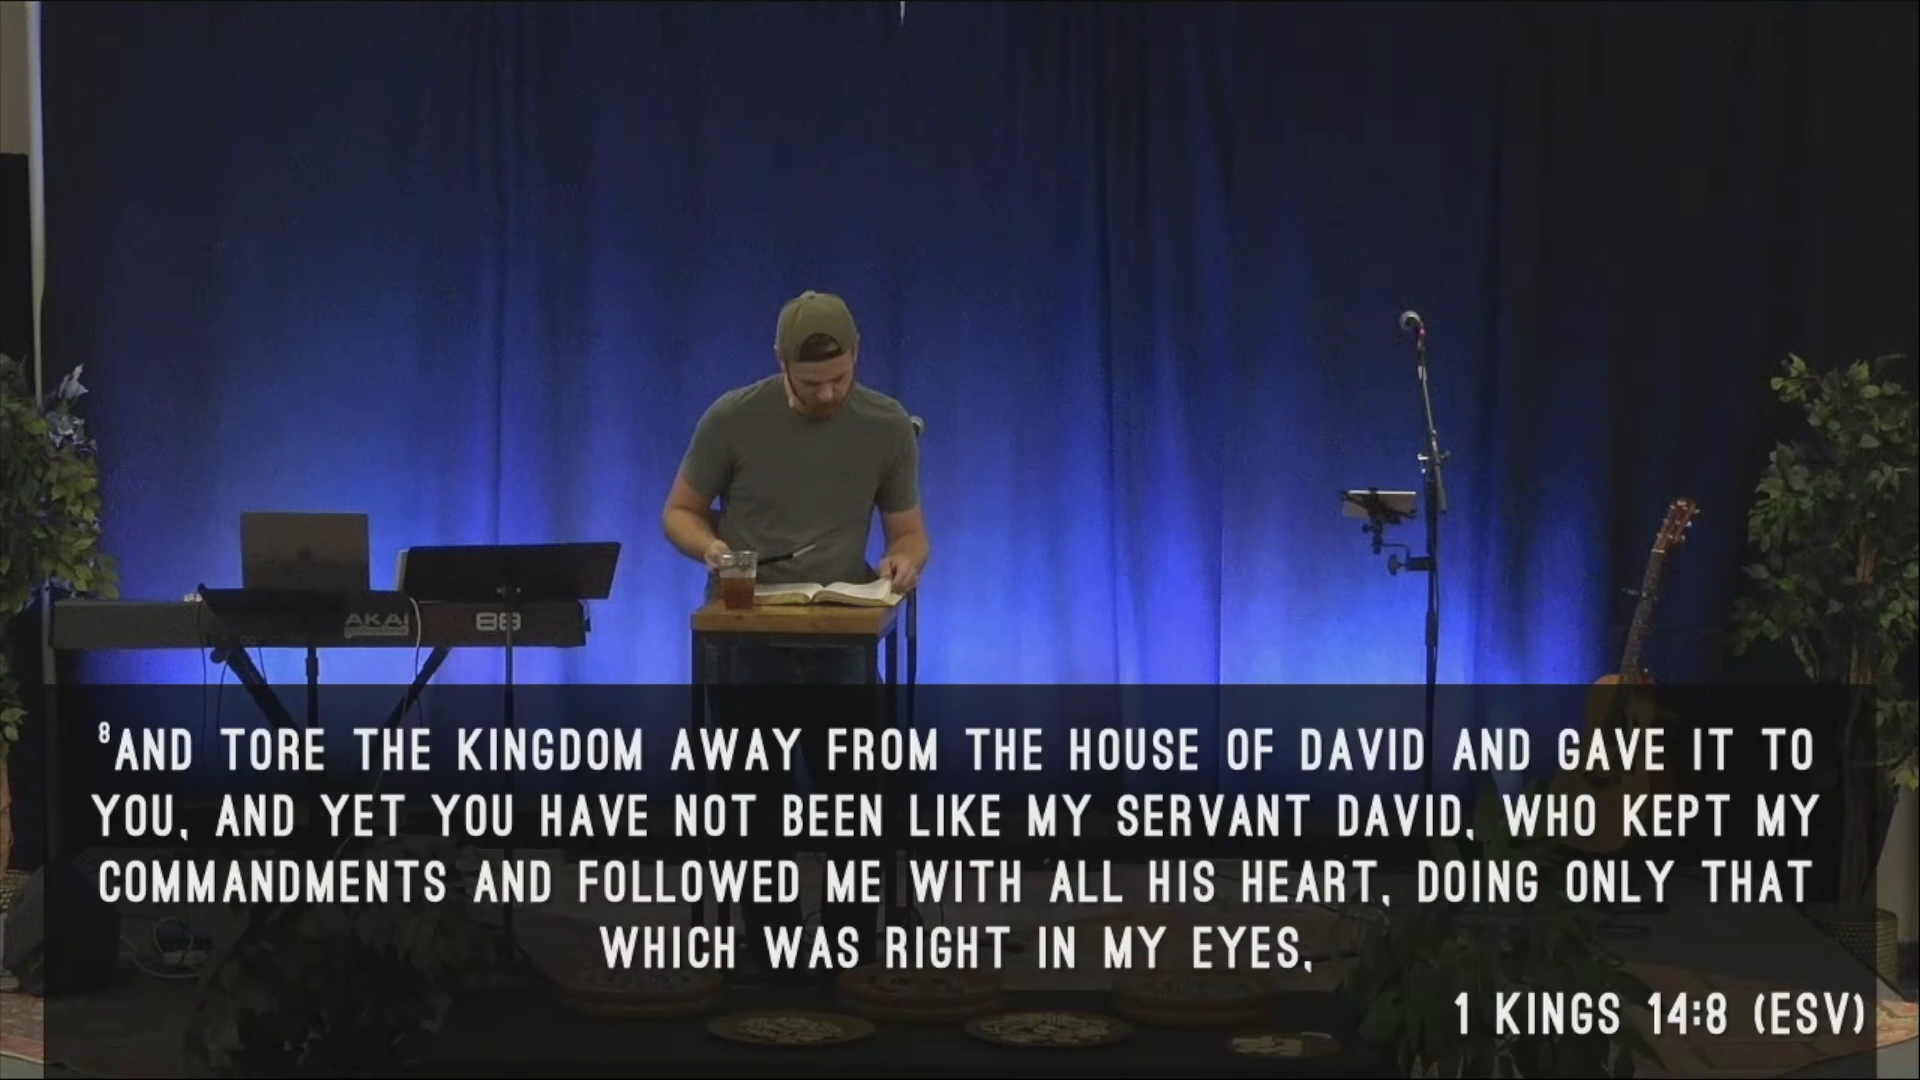 AKAI
professional
88
⁸AND TORE THE KINGDOM AWAY FROM THE HOUSE OF DAVID AND GAVE IT TO
YOU, AND YET YOU HAVE NOT BEEN LIKE MY SERVANT DAVID, WHO KEPT MY
COMMANDMENTS AND FOLLOWED ME WITH ALL HIS HEART, DOING ONLY THAT
WHICH WAS RIGHT IN MY EYES,
1 KINGS 14:8 (ESV)